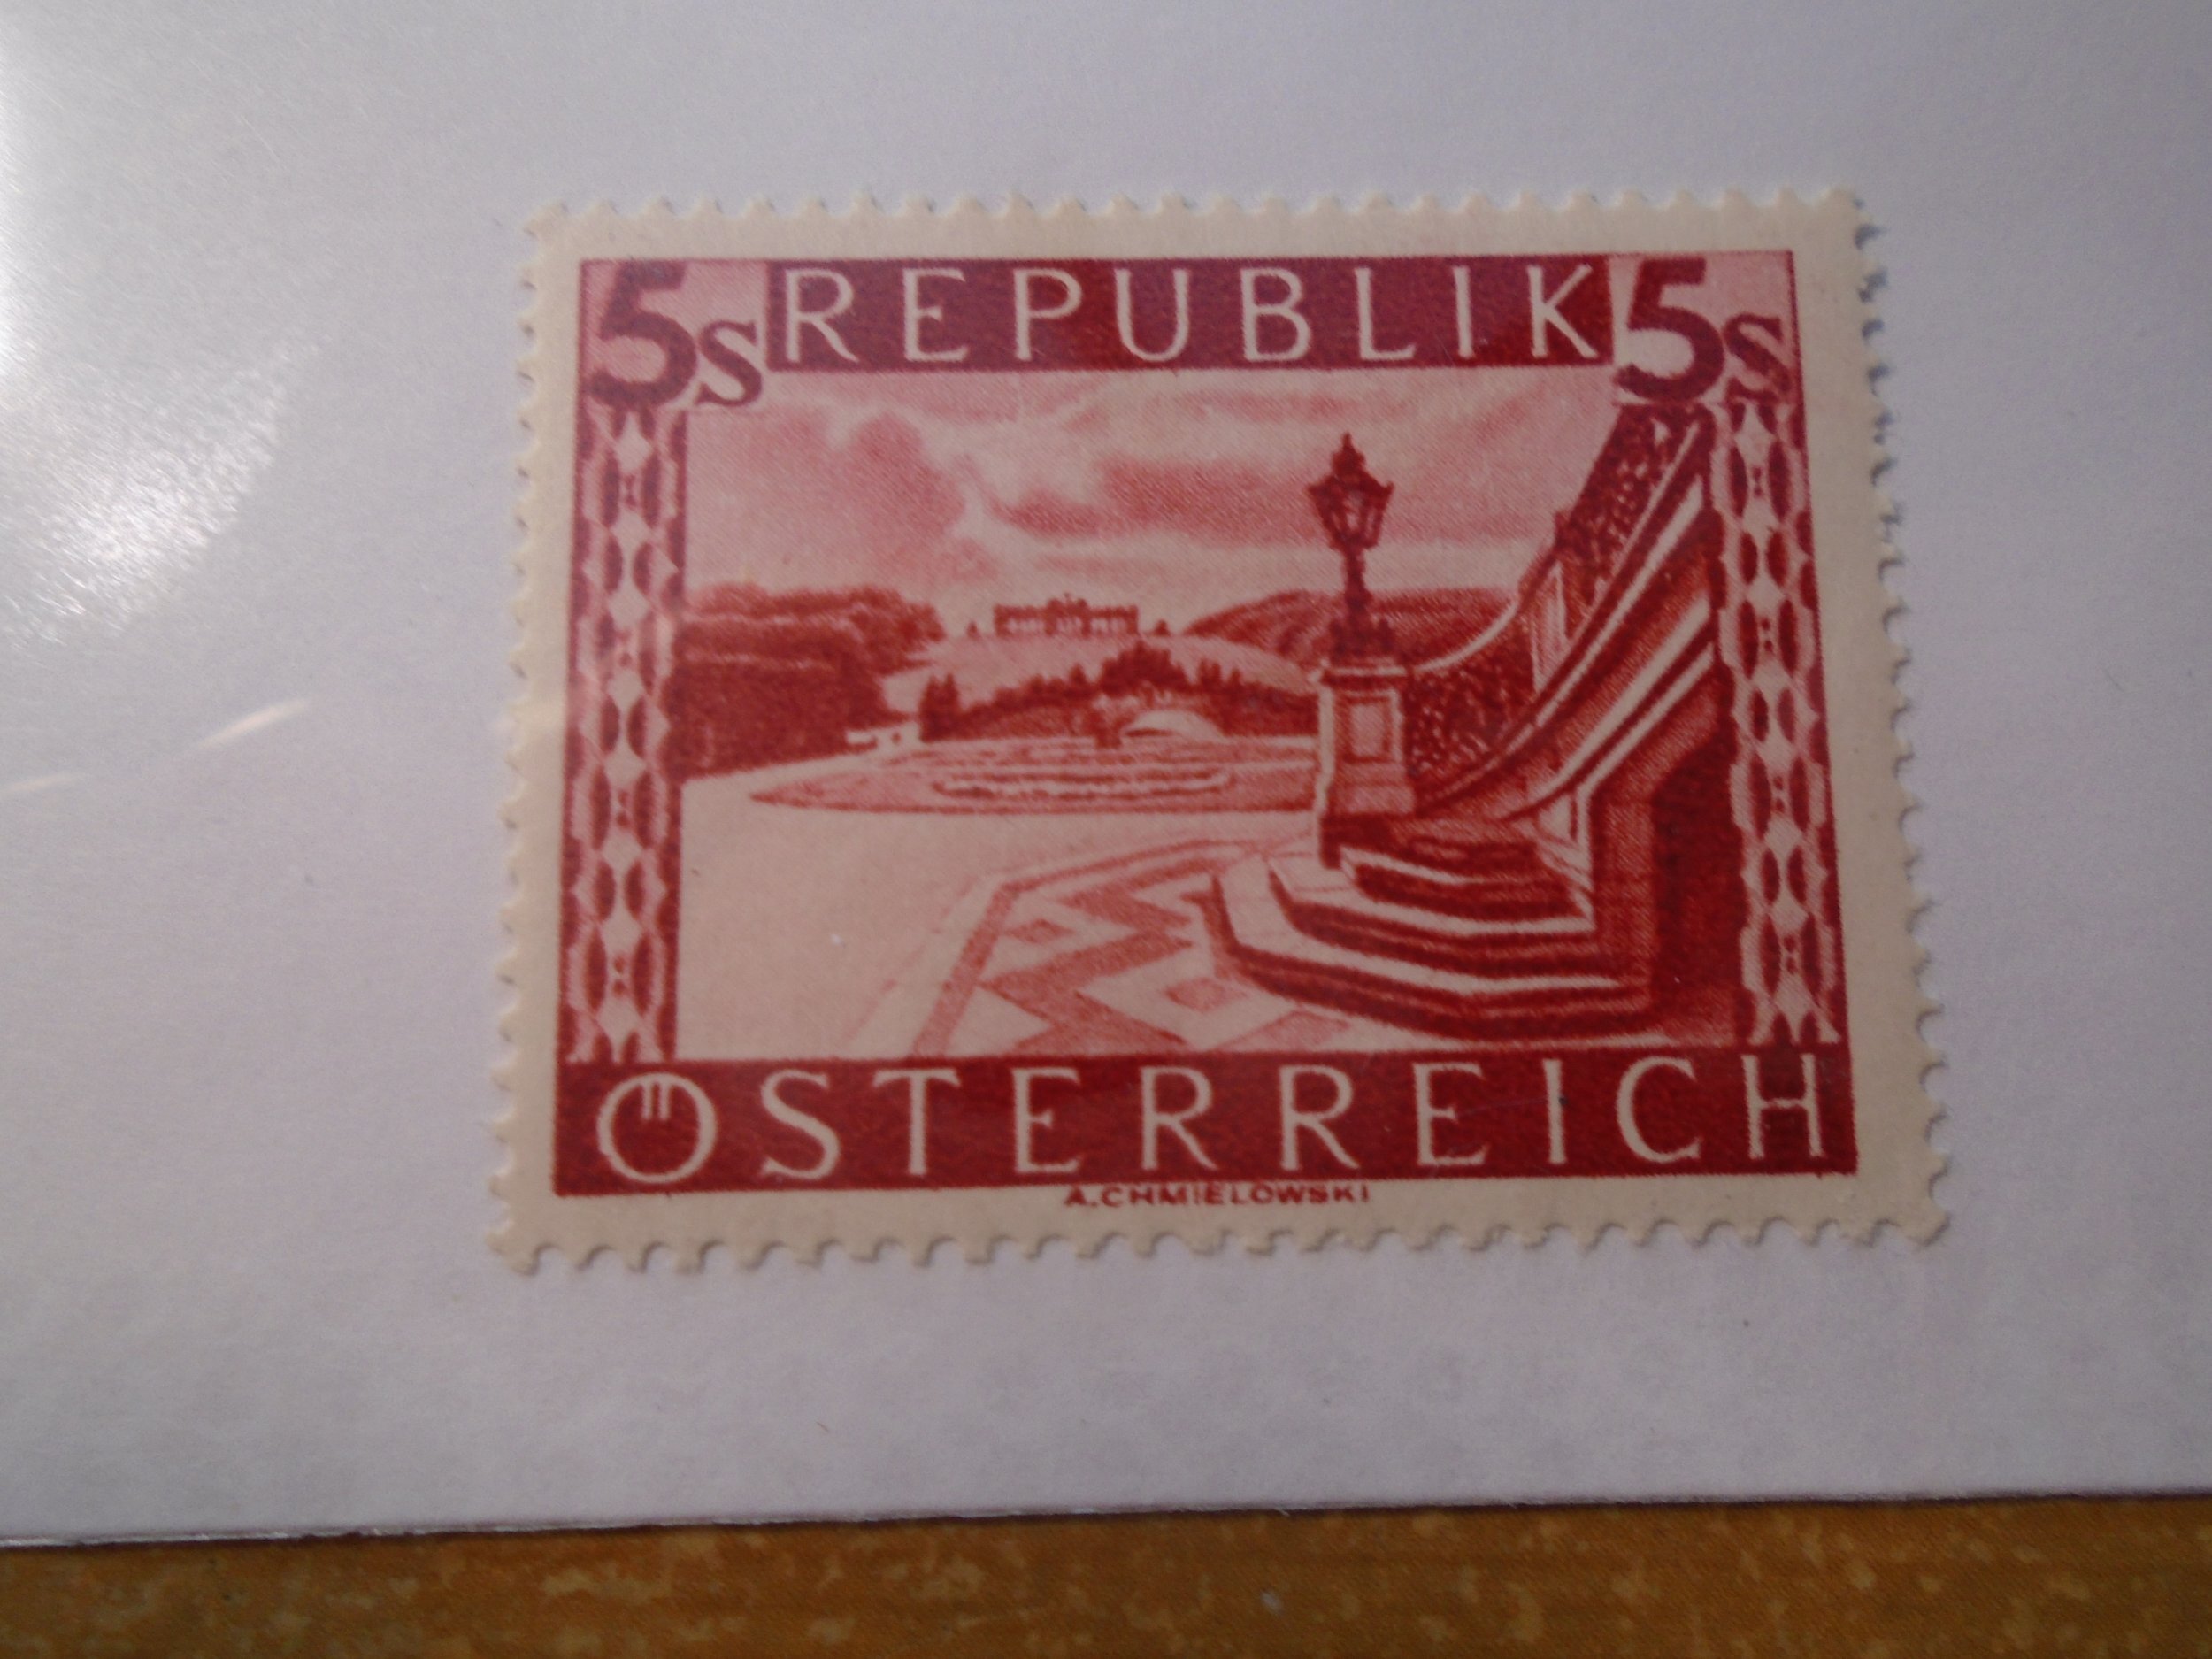 5s REPUBLIK 5s
ÖSTERREICH
A. CHMIELOWSKI